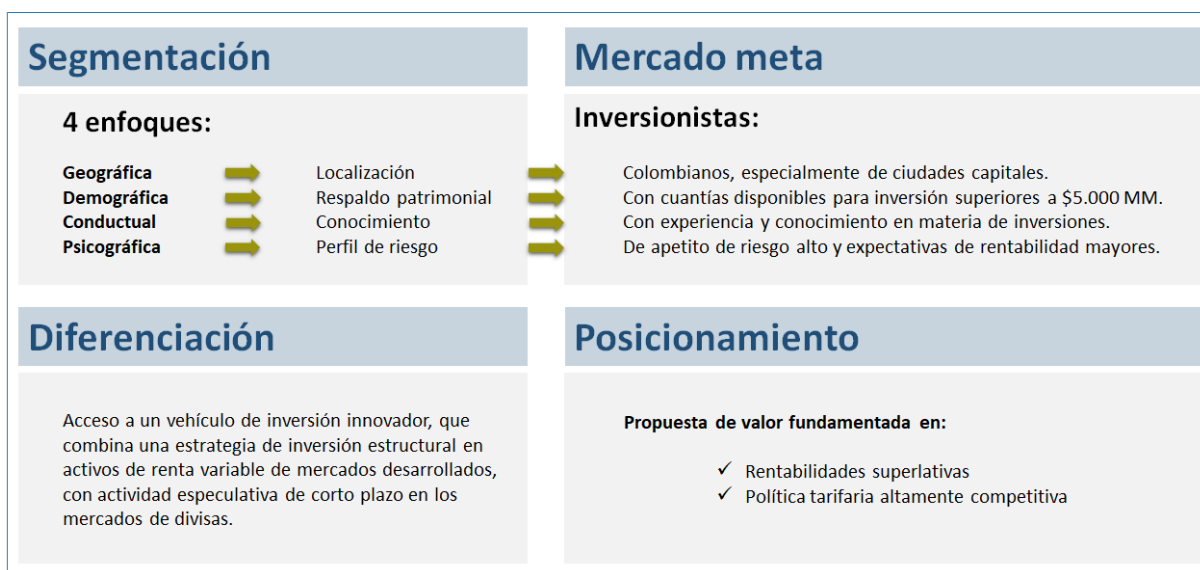 Segmentación
4 enfoques:
Geográfica Localización
Demográfica Respaldo patrimonial
Conductual Conocimiento
Psicográfica Perfil de riesgo
Mercado meta
Inversionistas:
Colombianos, especialmente de ciudades capitales.
Con cuantías disponibles para inversión superiores a $5.000 MM.
Con experiencia y conocimiento en materia de inversiones.
De apetito de riesgo alto y expectativas de rentabilidad mayores.
Diferenciación
Acceso a un vehículo de inversión innovador, que
combina una estrategia de inversión estructural en
activos de renta variable de mercados desarrollados,
con actividad especulativa de corto plazo en los
mercados de divisas.
Posicionamiento
Propuesta de valor fundamentada en:
✓ Rentabilidades superlativas
✓ Política tarifaria altamente competitiva